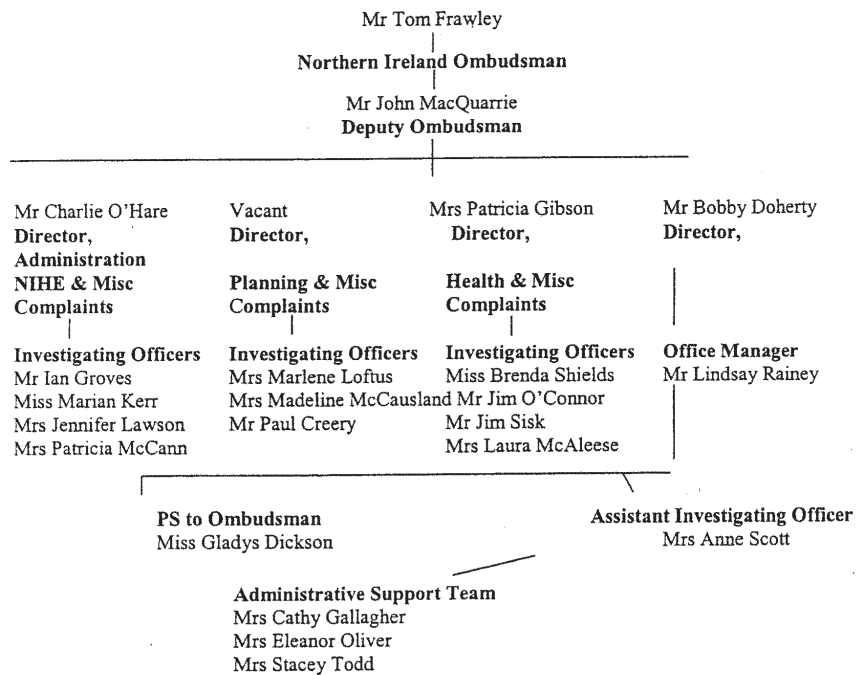 Mr Tom Frawley
Northern Ireland Ombudsman
Mr John MacQuarrie
Deputy Ombudsman
Mr Charlie O'Hare
Director,
Administration
NIHE & Misc
Complaints
Investigating Officers
Mr Ian Groves
Miss Marian Kerr
Mrs Jennifer Lawson
Mrs Patricia McCann
Vacant
Director,
Planning & Misc
Complaints
Investigating Officers
Mrs Marlene Loftus
Mrs Madeline McCausland
Mr Paul Creery
Mrs Patricia Gibson
Director,
Health & Misc
Complaints
Investigating Officers
Miss Brenda Shields
Mr Jim O'Connor
Mr Jim Sisk
Mrs Laura McAleese
Mr Bobby Doherty
Director,
Office Manager
Mr Lindsay Rainey
PS to Ombudsman
Miss Gladys Dickson
Assistant Investigating Officer
Mrs Anne Scott
Administrative Support Team
Mrs Cathy Gallagher
Mrs Eleanor Oliver
Mrs Stacey Todd